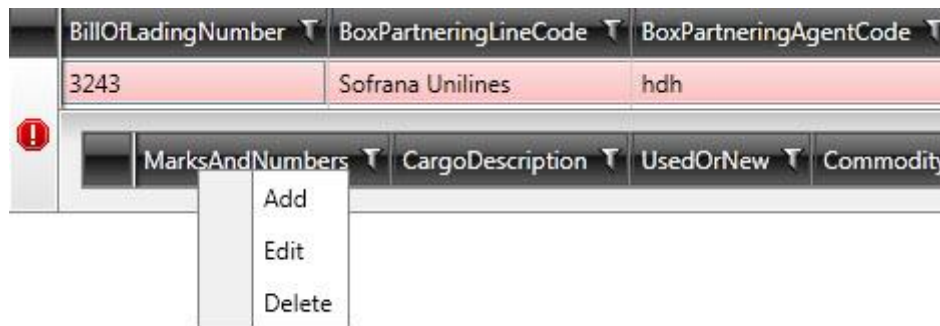 BillOfLadingNumber BoxPartneringLineCode BoxPartneringAgentCode
3243 Sofrana Unilines hdh
MarksAndNumbers CargoDescription UsedOrNew Commodity
Add
Edit
Delete